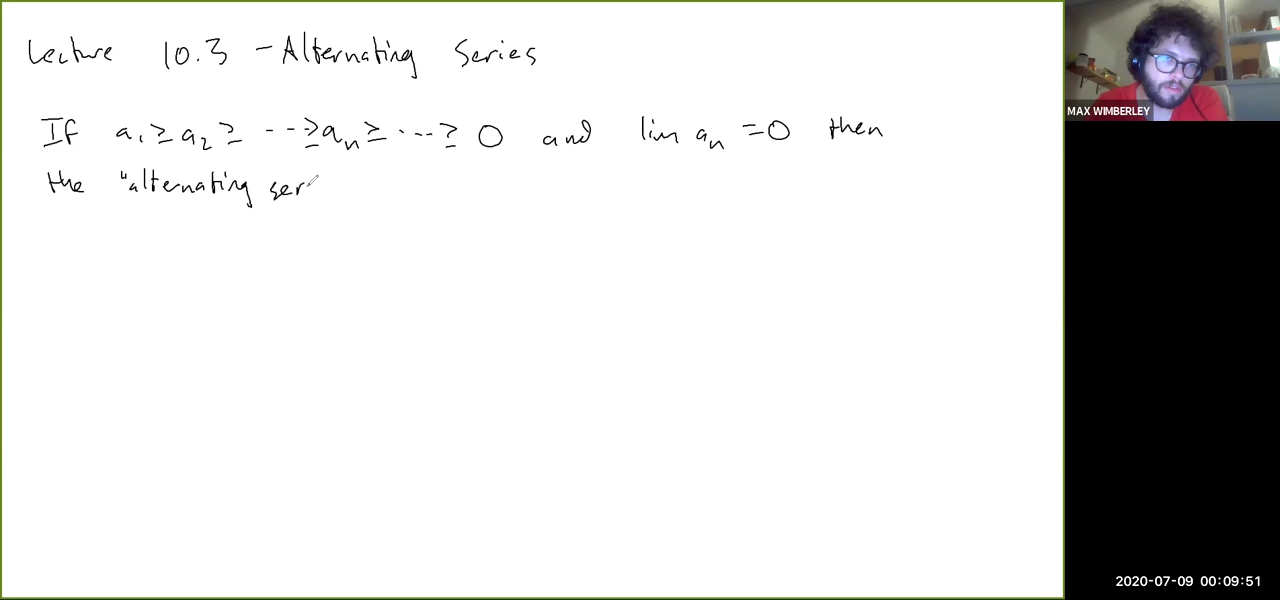 Lecture 10.3 - Alternating Series
If a₁ ≥ a₂ ≥ ---≥ aₙ ≥ ---≥ 0 and lim aₙ = 0 then
the "alternating ser
MAX WIMBERLEY
2020-07-09 00:09:51